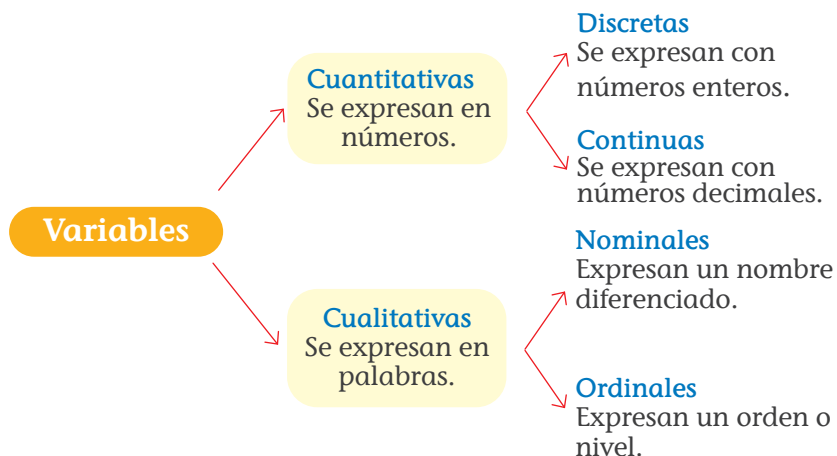 Variables
Cuantitativas
Se expresan en
números.
Discretas
Se expresan con
números enteros.
Continuas
Se expresan con
números decimales.
Cualitativas
Se expresan en
palabras.
Nominales
Expresan un nombre
diferenciado.
Ordinales
Expresan un orden o
nivel.